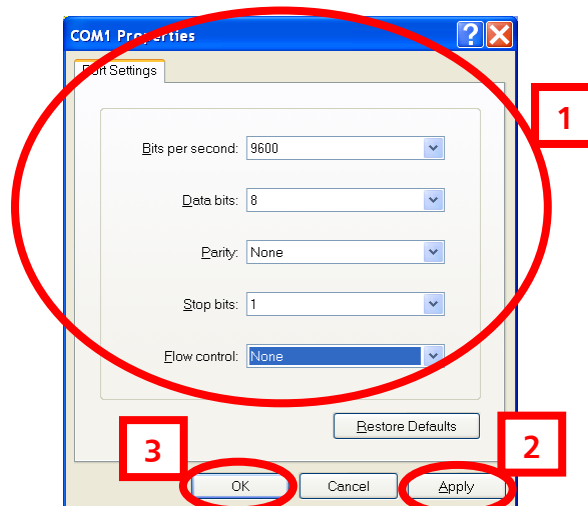 COM1 Properties
Port Settings
1
Bits per second: 9600
Data bits: 8
Parity: None
Stop bits: 1
Flow control: None
Restore Defaults
3
2
OK Cancel Apply